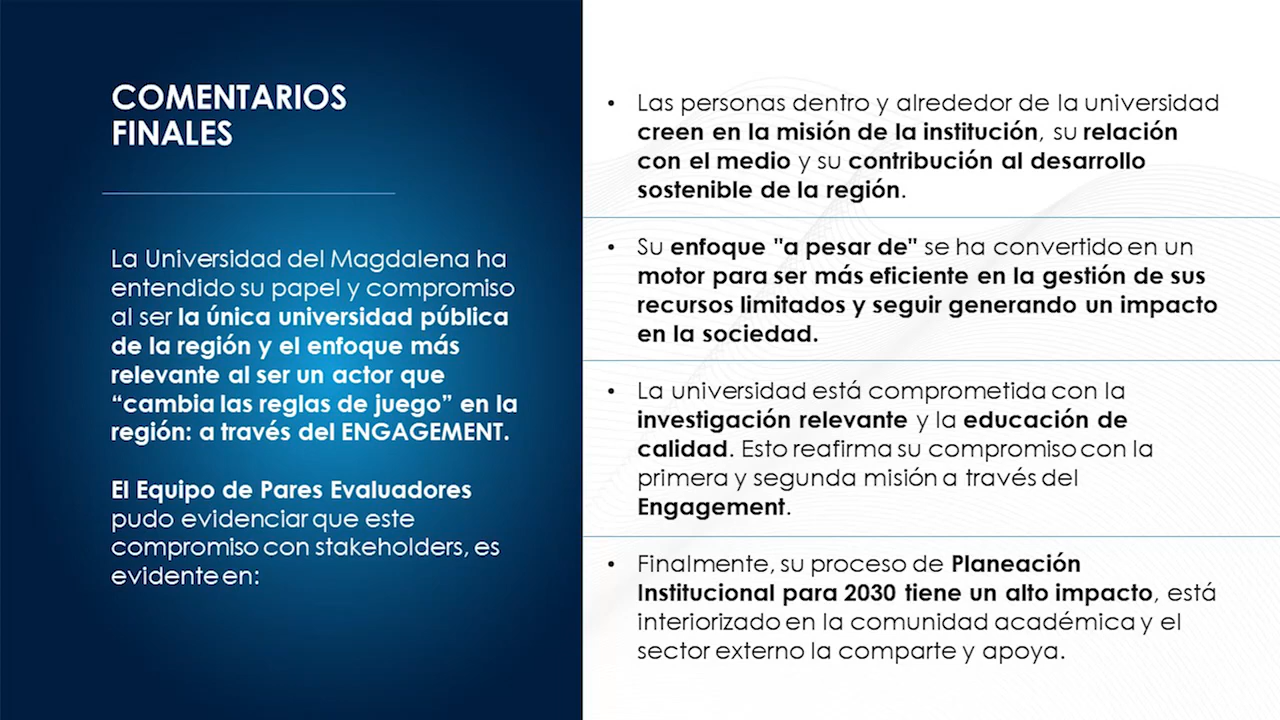 COMENTARIOS
FINALES
La Universidad del Magdalena ha
entendido su papel y compromiso
al ser la única universidad pública
de la región y el enfoque más
relevante al ser un actor que
“cambia las reglas de juego” en la
región: a través del ENGAGEMENT.
El Equipo de Pares Evaluadores
pudo evidenciar que este
compromiso con stakeholders, es
evidente en:
• Las personas dentro y alrededor de la universidad
creen en la misión de la institución, su relación
con el medio y su contribución al desarrollo
sostenible de la región.
• Su enfoque "a pesar de" se ha convertido en un
motor para ser más eficiente en la gestión de sus
recursos limitados y seguir generando un impacto
en la sociedad.
• La universidad está comprometida con la
investigación relevante y la educación de
calidad. Esto reafirma su compromiso con la
primera y segunda misión a través del
Engagement.
• Finalmente, su proceso de Planeación
Institucional para 2030 tiene un alto impacto, está
interiorizado en la comunidad académica y el
sector externo la comparte y apoya.